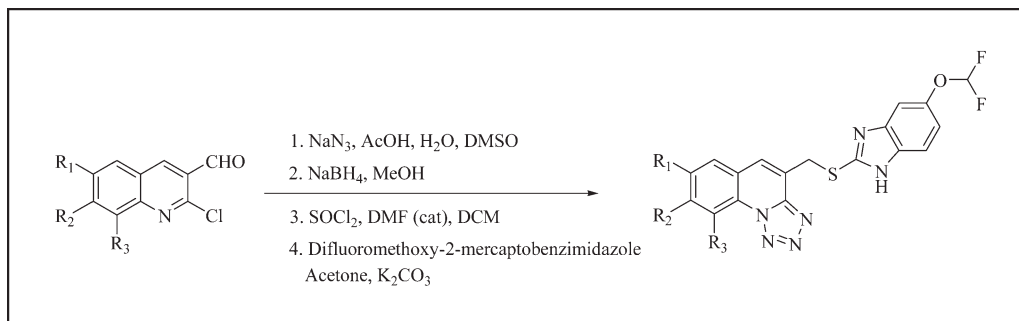 R₁
R₂
R₃
N
CHO
Cl
1. NaN₃, AcOH, H₂O, DMSO
2. NaBH₄, MeOH
3. SOCl₂, DMF (cat), DCM
4. Difluoromethoxy-2-mercaptobenzimidazole
Acetone, K₂CO₃
R₁
R₂
R₃
N
N
N
N
S
N
N
H
O
F
F